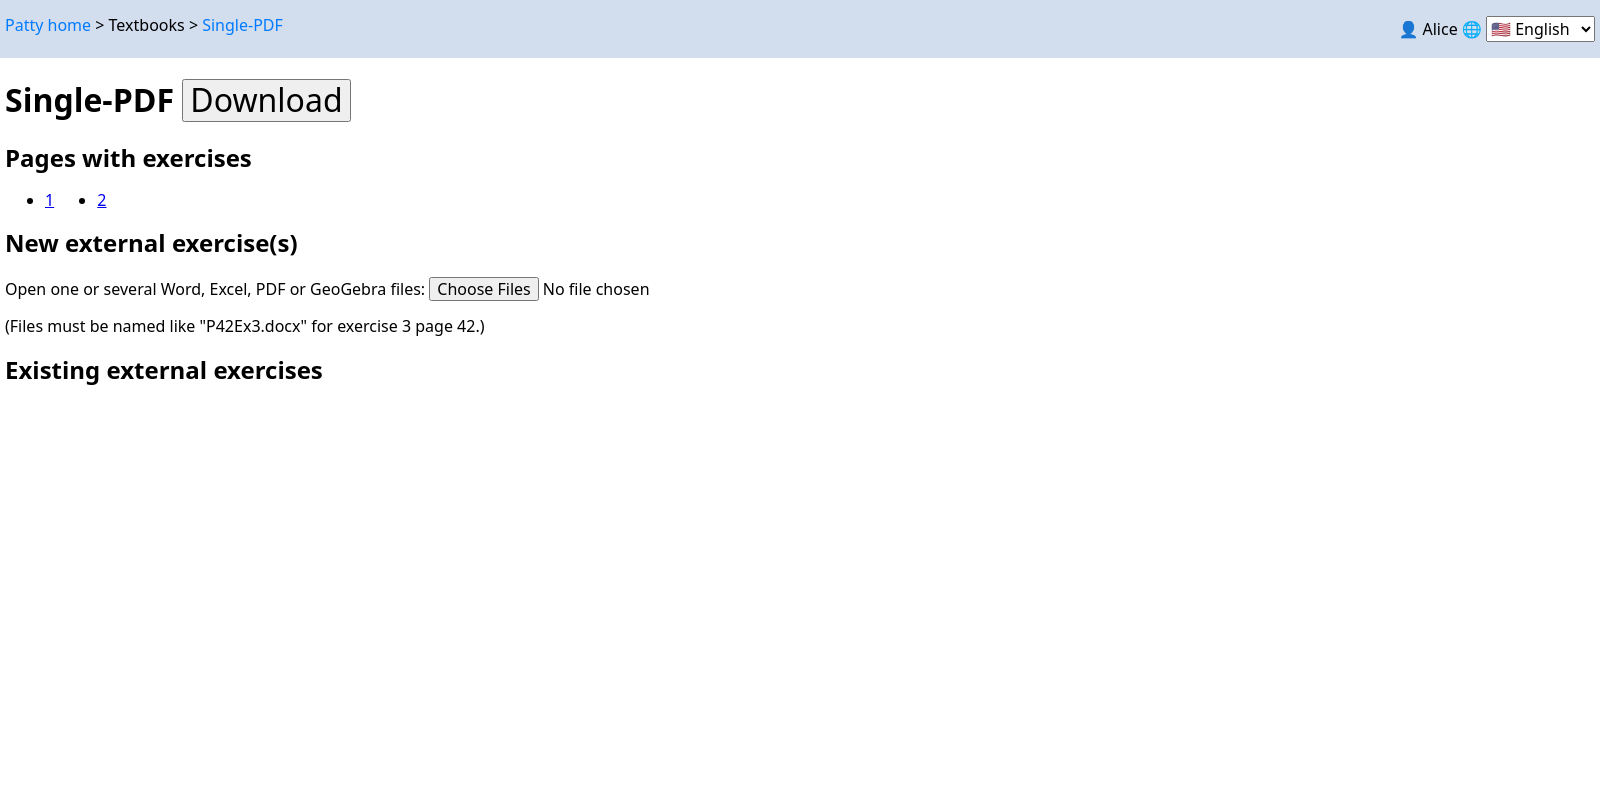 Patty home > Textbooks > Single-PDF
Alice English
Single-PDF Download
Pages with exercises
1 2
New external exercise(s)
Open one or several Word, Excel, PDF or GeoGebra files: Choose Files No file chosen
(Files must be named like "P42Ex3.docx" for exercise 3 page 42.)
Existing external exercises